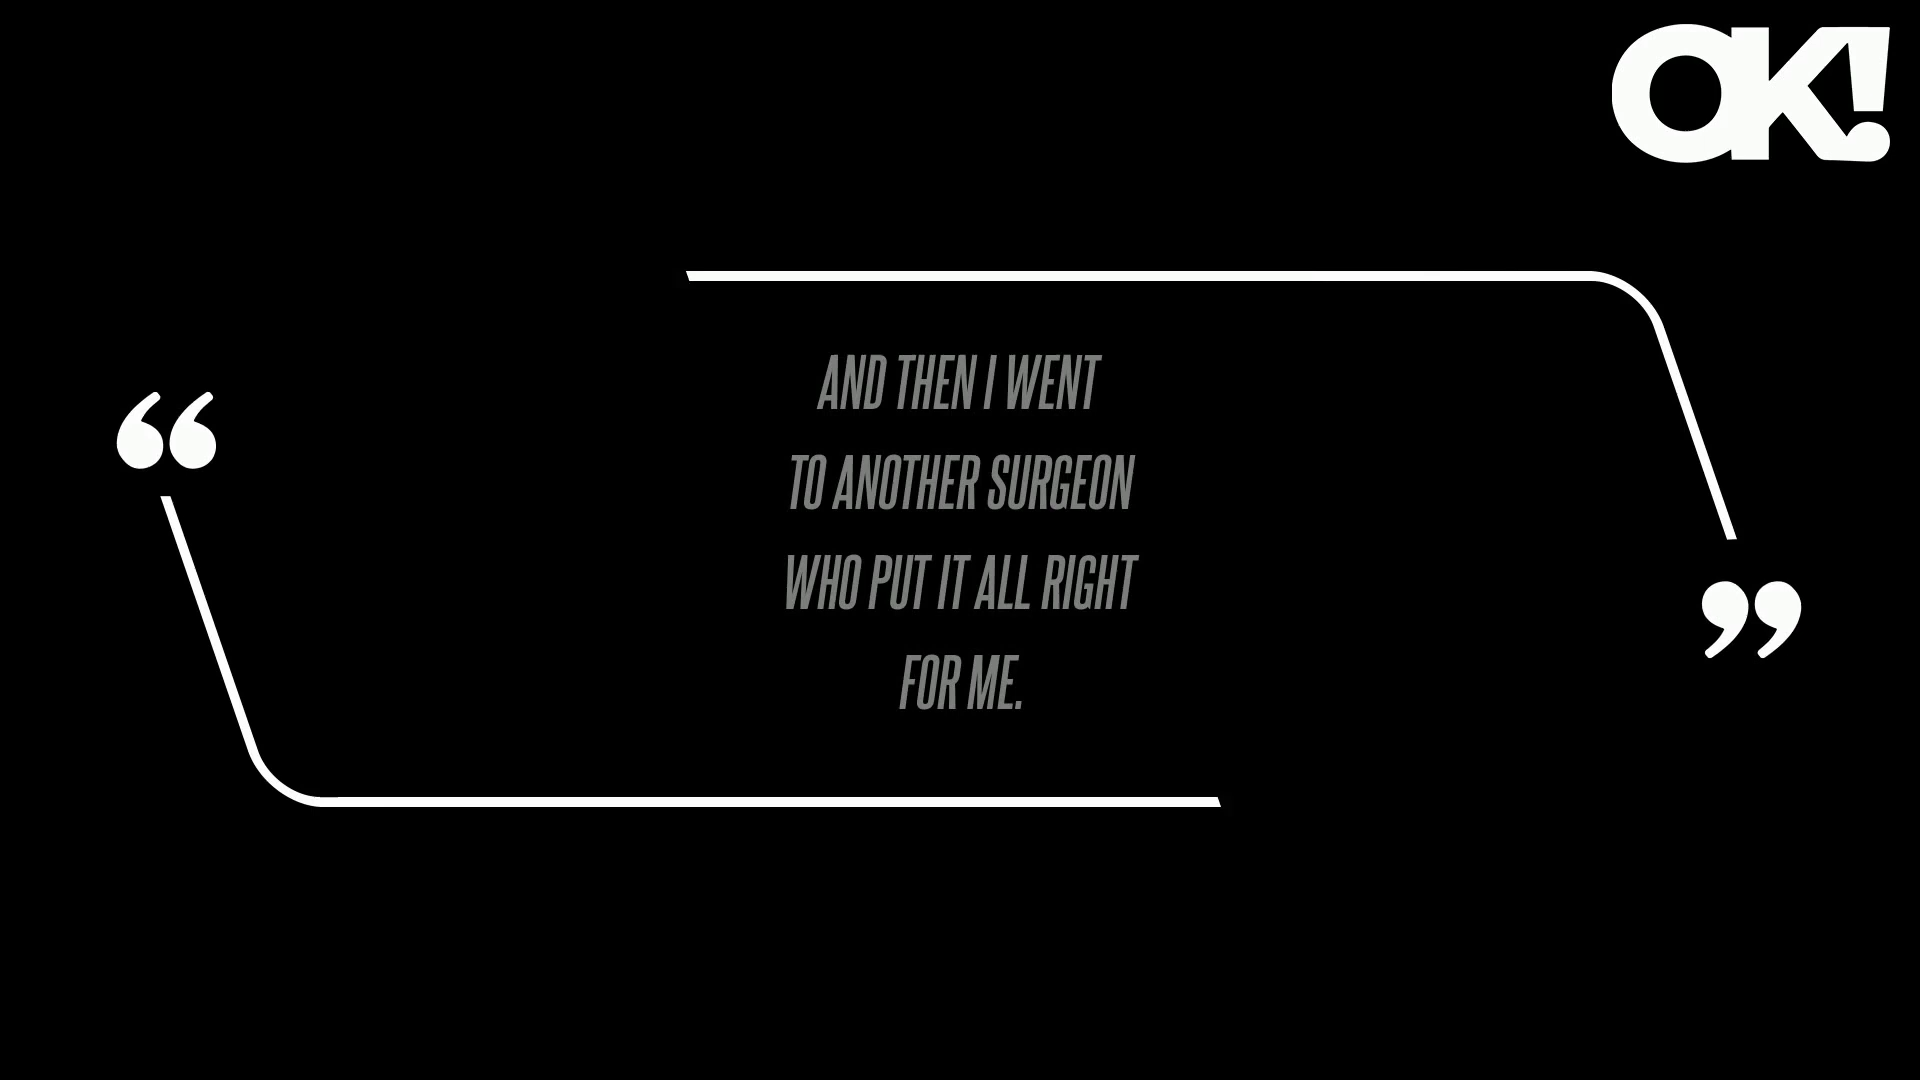 OK!
“
AND THEN I WENT
TO ANOTHER SURGEON
WHO PUT IT ALL RIGHT
FOR ME.
”